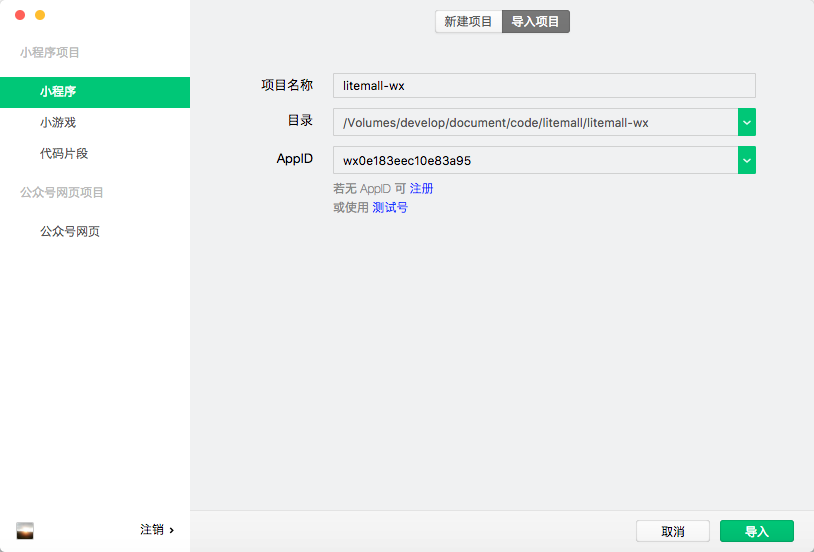 新建项目 导入项目
小程序项目
小程序
小游戏
代码片段
公众号网页项目
公众号网页
项目名称 litemall-wx
目录 /Volumes/develop/document/code/litemall/litemall-wx
AppID wx0e183eec10e83a95
若无 AppID 可 注册
或使用 测试号
注销
取消 导入